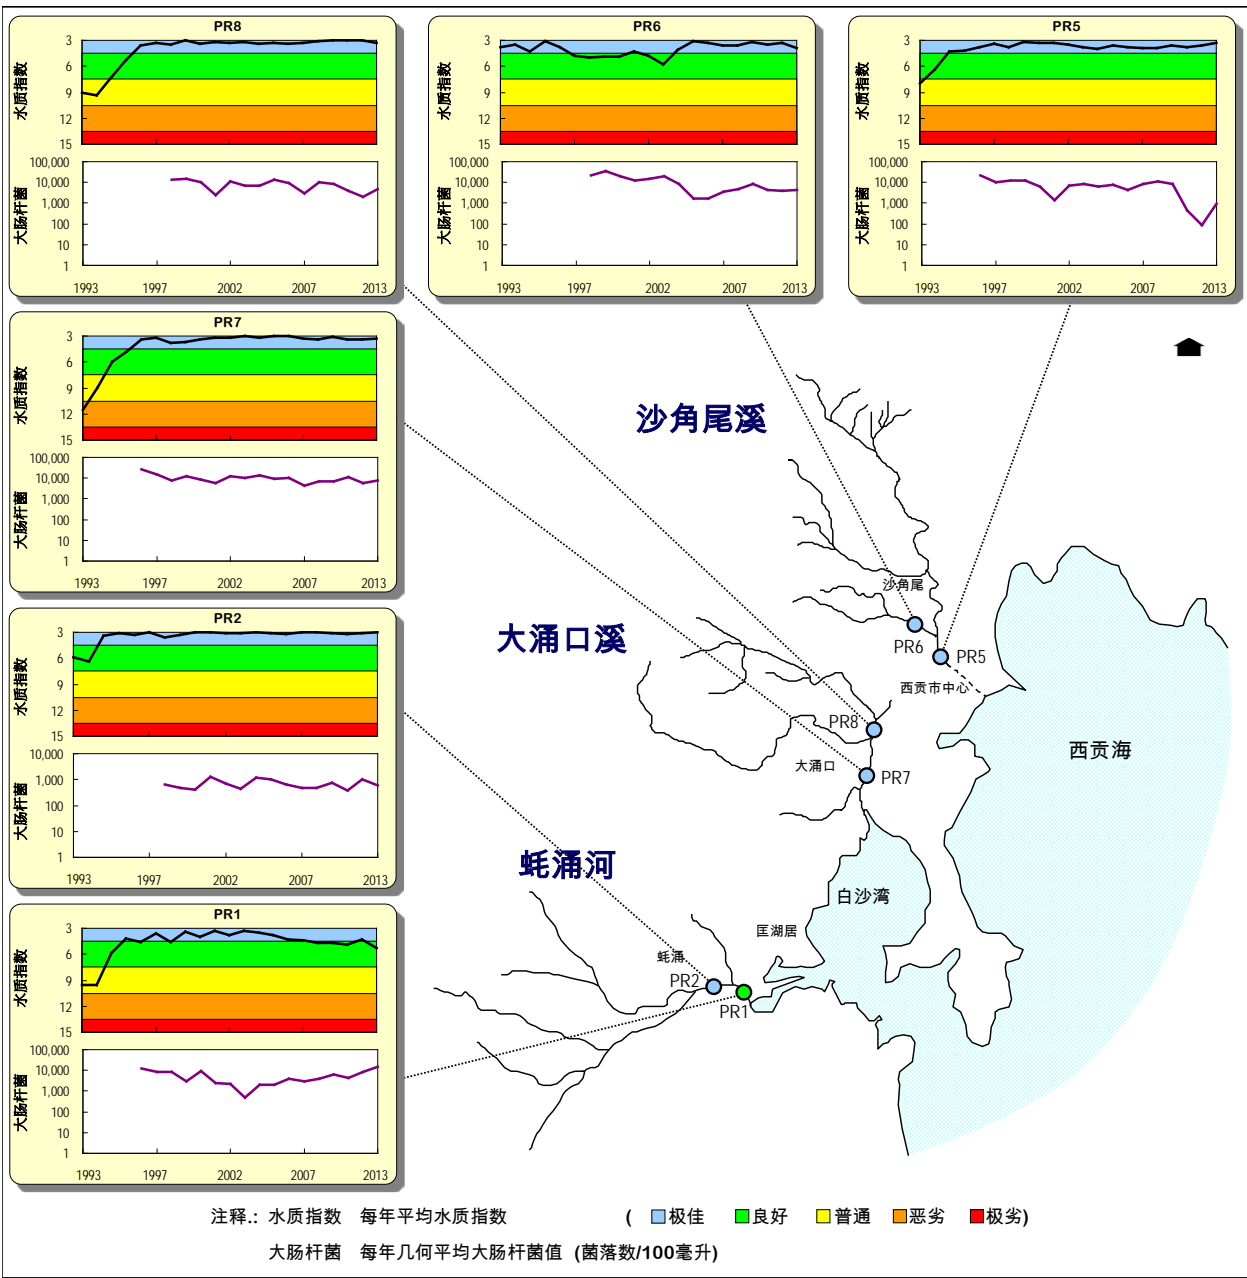 PR8
水质指数
3
6
9
12
15
大肠杆菌
100,000
10,000
1,000
100
10
1
1993 1997 2002 2007 2013
PR6
水质指数
3
6
9
12
15
大肠杆菌
100,000
10,000
1,000
100
10
1
1993 1997 2002 2007 2013
PR5
水质指数
3
6
9
12
15
大肠杆菌
100,000
10,000
1,000
100
10
1
1993 1997 2002 2007 2013
PR7
水质指数
3
6
9
12
15
大肠杆菌
100,000
10,000
1,000
100
10
1
1993 1997 2002 2007 2013
PR2
水质指数
3
6
9
12
15
大肠杆菌
10,000
1,000
100
10
1
1993 1997 2002 2007 2013
PR1
水质指数
3
6
9
12
15
大肠杆菌
100,000
10,000
1,000
100
10
1
1993 1997 2002 2007 2013
沙角尾溪
沙角尾
PR6
PR5
西贡市中心
大涌口溪
PR8
大涌口
PR7
西贡海
蚝涌河
白沙湾
匡湖居
蚝涌
PR2
PR1
注释.: 水质指数 每年平均水质指数 ( 极佳 良好 普通 恶劣 极劣)
大肠杆菌 每年几何平均大肠杆菌值 (菌落数/100毫升)